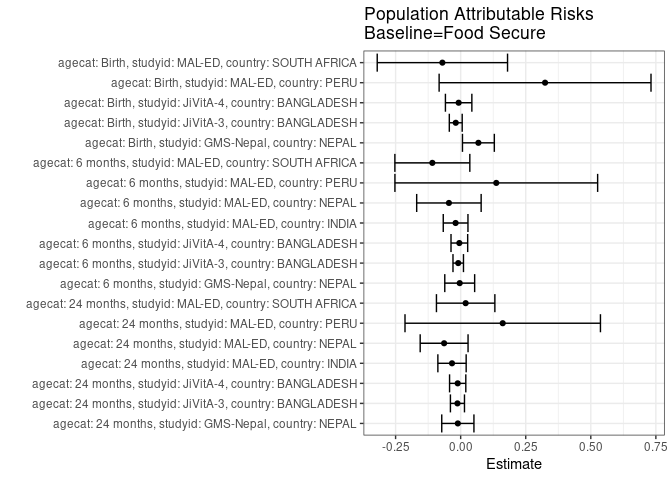 Population Attributable Risks
Baseline=Food Secure
agecat: Birth, studyid: MAL-ED, country: SOUTH AFRICA
agecat: Birth, studyid: MAL-ED, country: PERU
agecat: Birth, studyid: JiVitA-4, country: BANGLADESH
agecat: Birth, studyid: JiVitA-3, country: BANGLADESH
agecat: Birth, studyid: GMS-Nepal, country: NEPAL
agecat: 6 months, studyid: MAL-ED, country: SOUTH AFRICA
agecat: 6 months, studyid: MAL-ED, country: PERU
agecat: 6 months, studyid: MAL-ED, country: NEPAL
agecat: 6 months, studyid: MAL-ED, country: INDIA
agecat: 6 months, studyid: JiVitA-4, country: BANGLADESH
agecat: 6 months, studyid: JiVitA-3, country: BANGLADESH
agecat: 6 months, studyid: GMS-Nepal, country: NEPAL
agecat: 24 months, studyid: MAL-ED, country: SOUTH AFRICA
agecat: 24 months, studyid: MAL-ED, country: PERU
agecat: 24 months, studyid: MAL-ED, country: NEPAL
agecat: 24 months, studyid: MAL-ED, country: INDIA
agecat: 24 months, studyid: JiVitA-4, country: BANGLADESH
agecat: 24 months, studyid: JiVitA-3, country: BANGLADESH
agecat: 24 months, studyid: GMS-Nepal, country: NEPAL
-0.25 0.00 0.25 0.50 0.75
Estimate